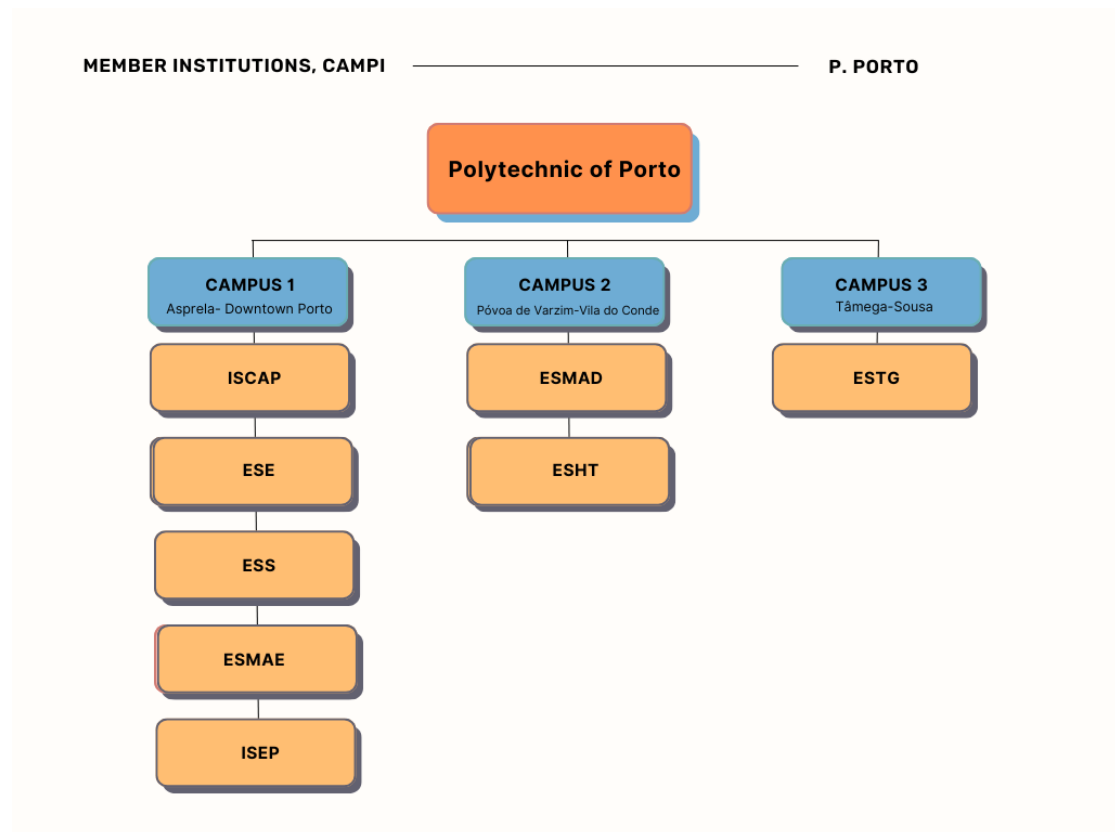 MEMBER INSTITUTIONS, CAMPI
P. PORTO
Polytechnic of Porto
CAMPUS 1
Asprela- Downtown Porto
ISCAP
ESE
ESS
ESMAE
ISEP
CAMPUS 2
Póvoa de Varzim-Vila do Conde
ESMAD
ESHT
CAMPUS 3
Tâmega-Sousa
ESTG